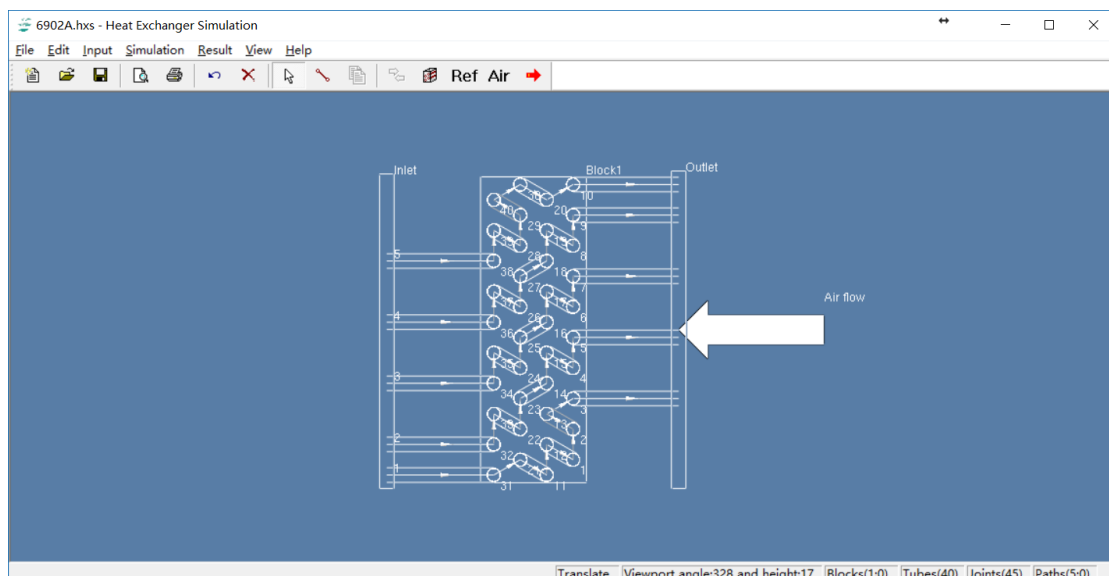 6902A.hxs - Heat Exchanger Simulation
File Edit Input Simulation Result View Help
Ref Air
Inlet Block1 Outlet
10
40 20
29 9
8
5 28
38 18
27 7
Air flow
6
4 26
36 16
25 5
4
3 24
34 14
23 3
2 22 2
32
1 1
31 11
Translate Viewport angle:328 and height:17 Blocks(1:0) Tubes(40) Joints(45) Paths(5:0)